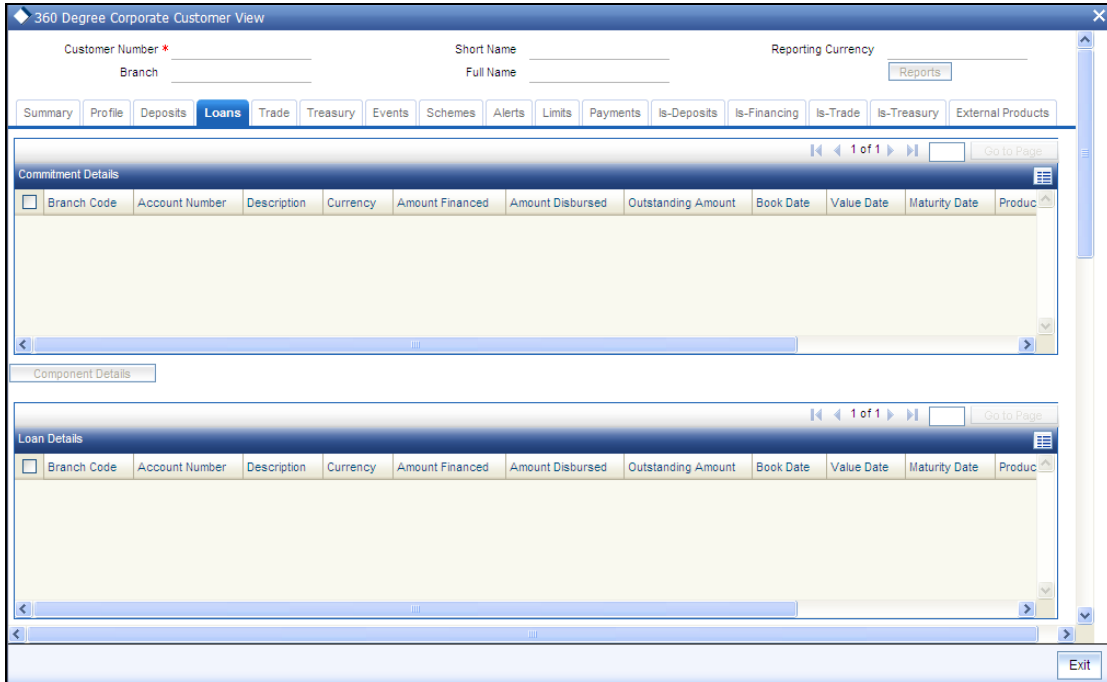 360 Degree Corporate Customer View
Customer Number * Short Name Reporting Currency
Branch Full Name Reports
Summary Profile Deposits Loans Trade Treasury Events Schemes Alerts Limits Payments Is-Deposits Is-Financing Is-Trade Is-Treasury External Products
1 of 1 Go to Page
Commitment Details
Branch Code Account Number Description Currency Amount Financed Amount Disbursed Outstanding Amount Book Date Value Date Maturity Date Produc
Component Details
1 of 1 Go to Page
Loan Details
Branch Code Account Number Description Currency Amount Financed Amount Disbursed Outstanding Amount Book Date Value Date Maturity Date Produc
Exit